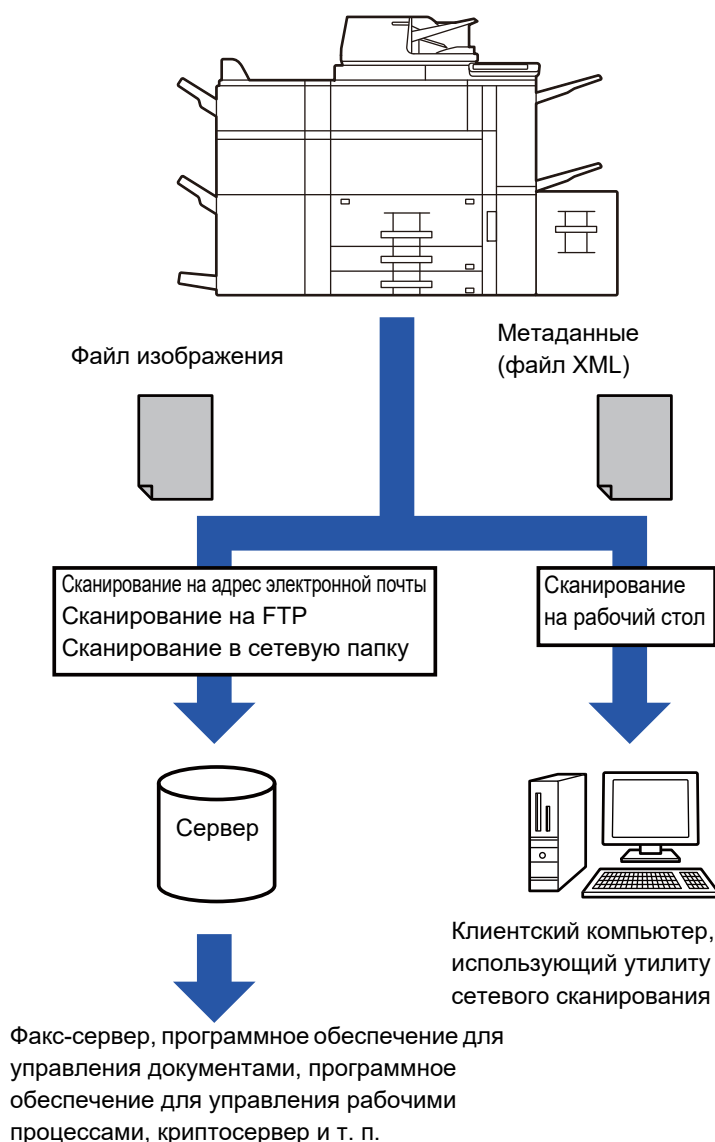 Файл изображения
Метаданные
(файл XML)
Сканирование на адрес электронной почты
Сканирование на FTP
Сканирование в сетевую папку
Сканирование
на рабочий стол
Сервер
Клиентский компьютер,
использующий утилиту
сетевого сканирования
Факс-сервер, программное обеспечение для
управления документами, программное
обеспечение для управления рабочими
процессами, криптосервер и т. п.